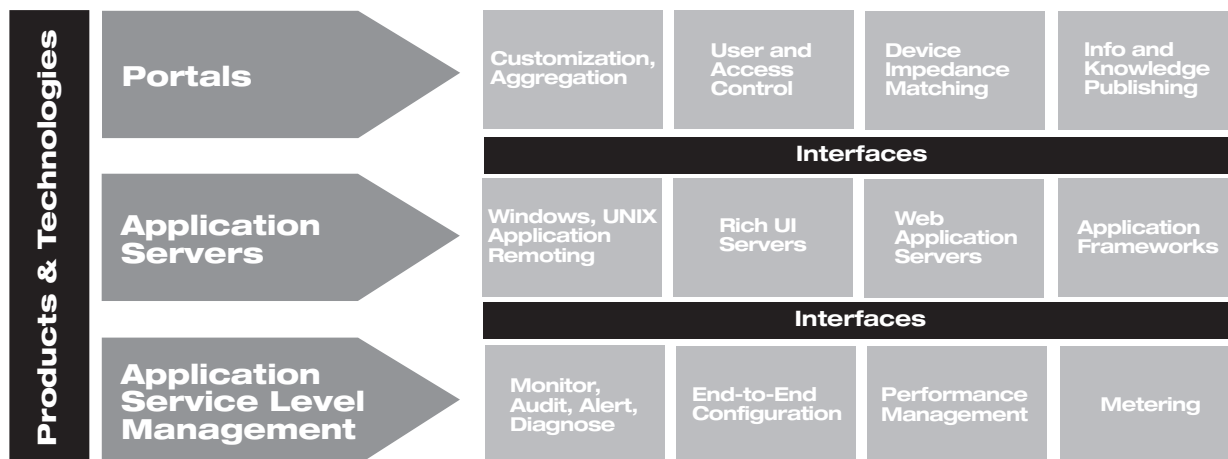 Products & Technologies
Portals
Customization,
Aggregation
User and
Access
Control
Device
Impedance
Matching
Info and
Knowledge
Publishing
Interfaces
Application
Servers
Windows, UNIX
Application
Remoting
Rich UI
Servers
Web
Application
Servers
Application
Frameworks
Interfaces
Application
Service Level
Management
Monitor,
Audit, Alert,
Diagnose
End-to-End
Configuration
Performance
Management
Metering